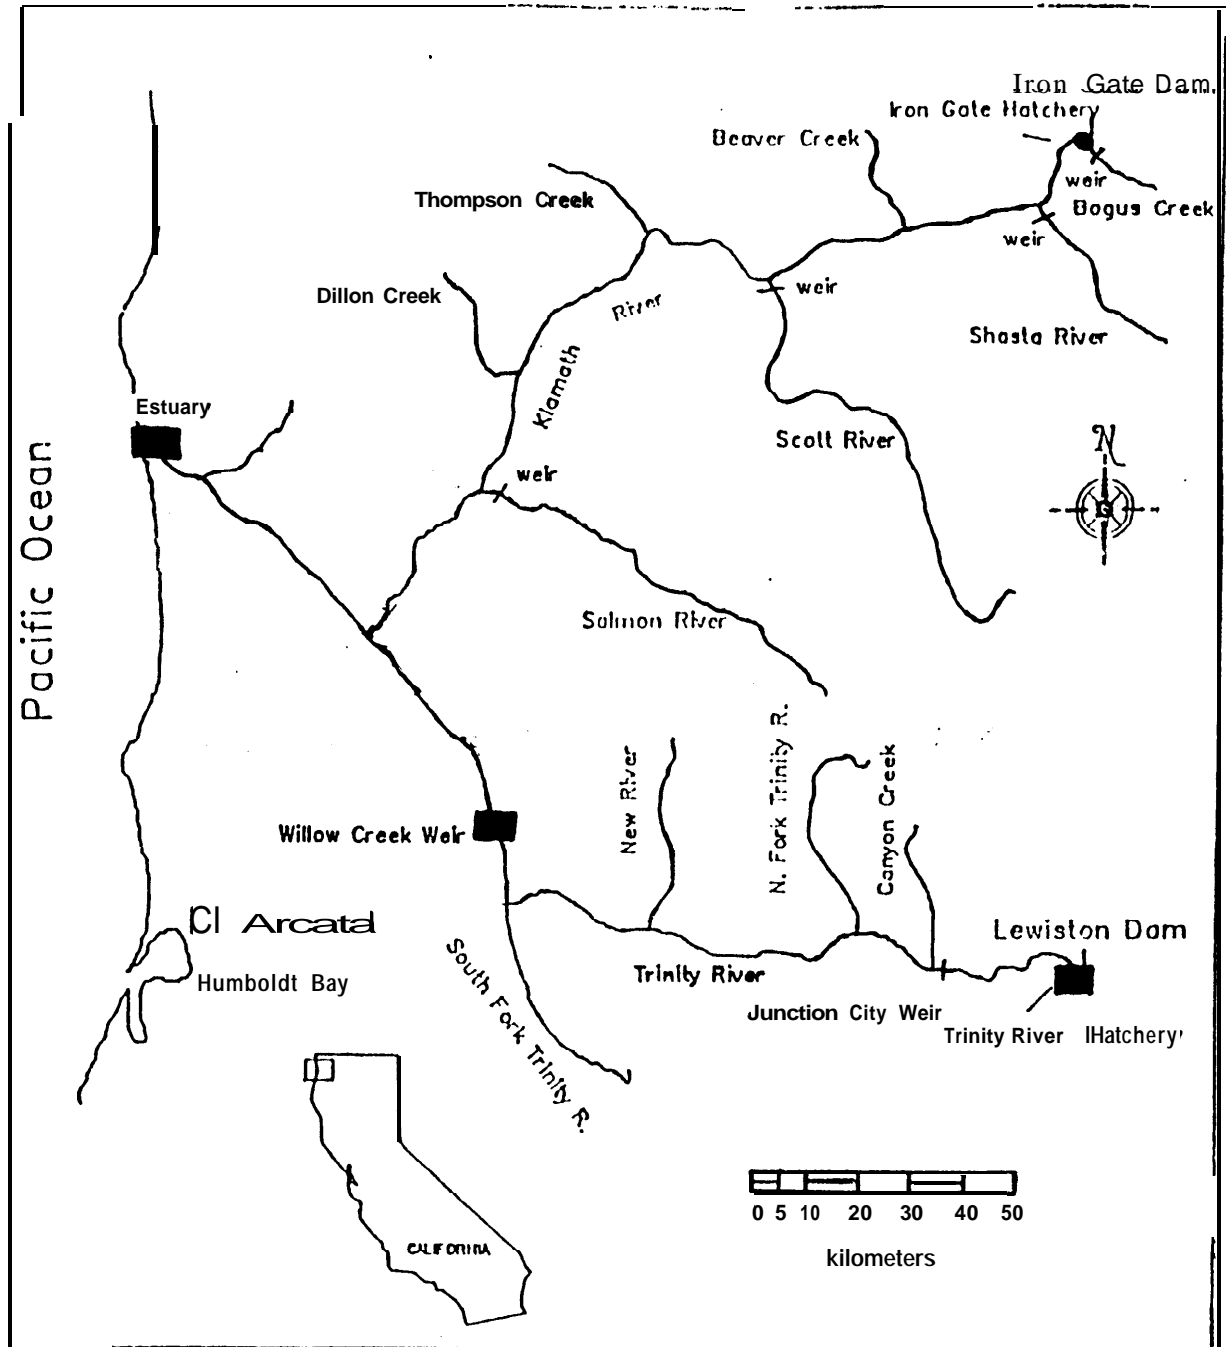 Iron Gate Dam
Iron Gate Hatchery
Beaver Creek
weir
Thompson Creek
Bogus Creek
weir
Dillon Creek
weir
River
Shasta River
Klamath
Estuary
Scott River
N
weir
Pacific Ocean
Salmon River
New River
N. Fork Trinity R.
Canyon Creek
Willow Creek Weir
CI Arcatal
Lewiston Dam
South Fork Trinity R.
Trinity River
Humboldt Bay
Junction City Weir
Trinity River IHatchery
CALIFORNIA
0 5 10 20 30 40 50
kilometers